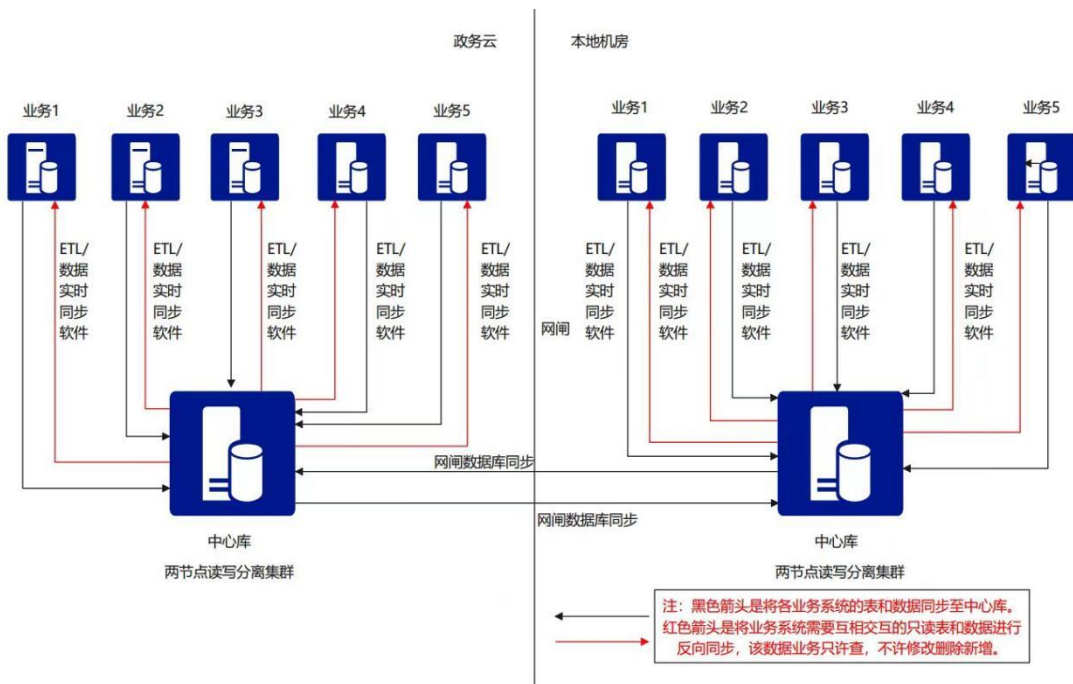 政务云
本地机房
业务1
业务2
业务3
业务4
业务5
业务1
业务2
业务3
业务4
业务5
ETL/
数据
实时
同步
软件
ETL/
数据
实时
同步
软件
ETL/
数据
实时
同步
软件
ETL/
数据
实时
同步
软件
ETL/
数据
实时
同步
软件
网闸
ETL/
数据
实时
同步
软件
ETL/
数据
实时
同步
软件
ETL/
数据
实时
同步
软件
ETL/
数据
实时
同步
软件
ETL/
数据
实时
同步
软件
网闸数据库同步
网闸数据库同步
中心库
两节点读写分离集群
中心库
两节点读写分离集群
注：黑色箭头是将各业务系统的表和数据同步至中心库。
红色箭头是将业务系统需要互相交互的只读表和数据进行
反向同步，该数据业务只许查，不许修改删除新增。